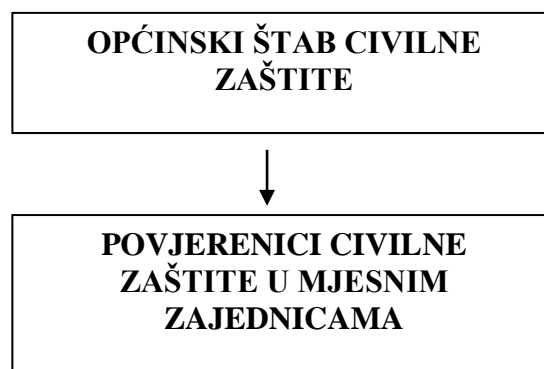 OPĆINSKI ŠTAB CIVILNE
ZAŠTITE
POVJERENICI CIVILNE
ZAŠTITE U MJESNIM
ZAJEDNICAMA